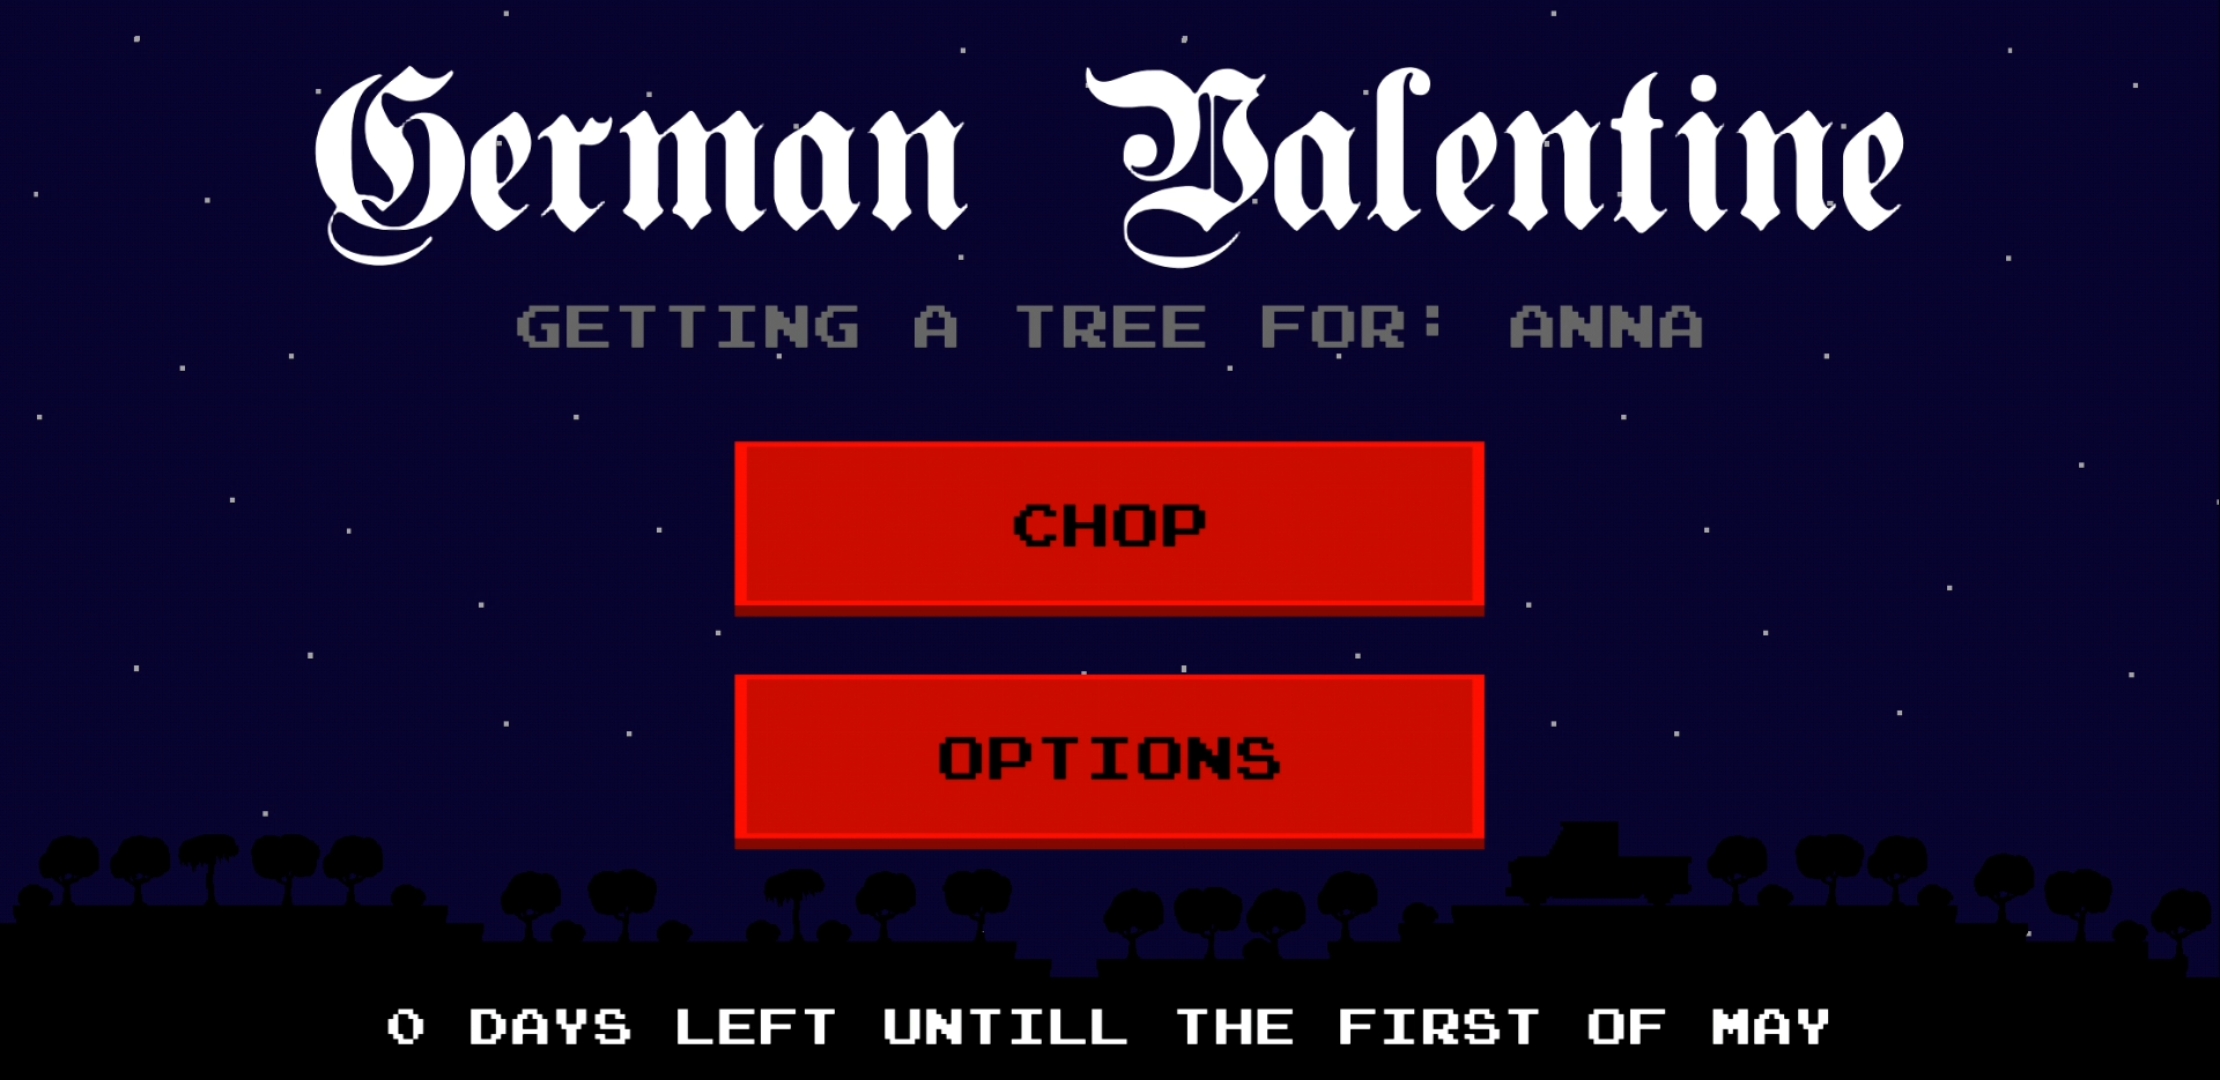 German Valentine
GETTING A TREE FOR: ANNA
CHOP
OPTIONS
0 DAYS LEFT UNTILL THE FIRST OF MAY